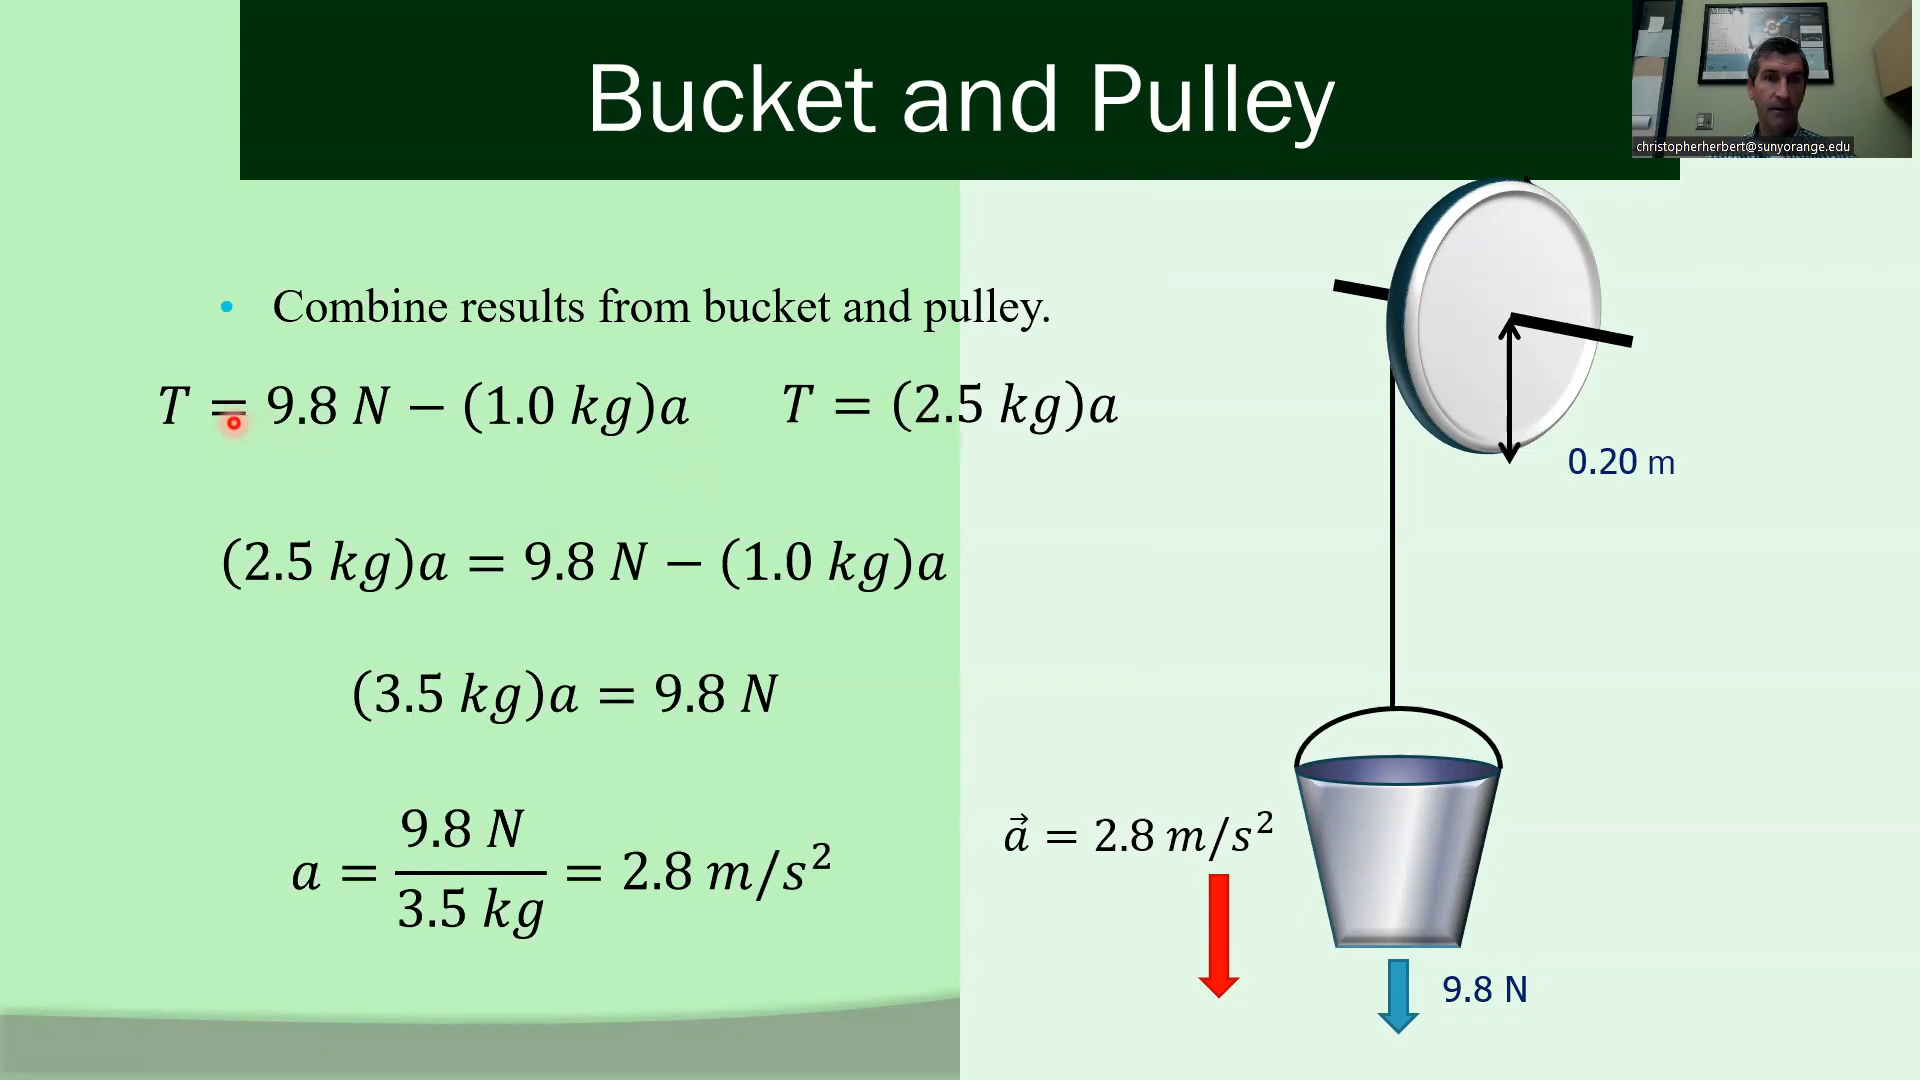 Bucket and Pulley
christopherherbert@sunyorange.edu
• Combine results from bucket and pulley.
T = 9.8 N − (1.0 kg)a
T = (2.5 kg)a
0.20 m
(2.5 kg)a = 9.8 N − (1.0 kg)a
(3.5 kg)a = 9.8 N
a = 9.8 N / 3.5 kg = 2.8 m/s²
a⃗ = 2.8 m/s²
9.8 N